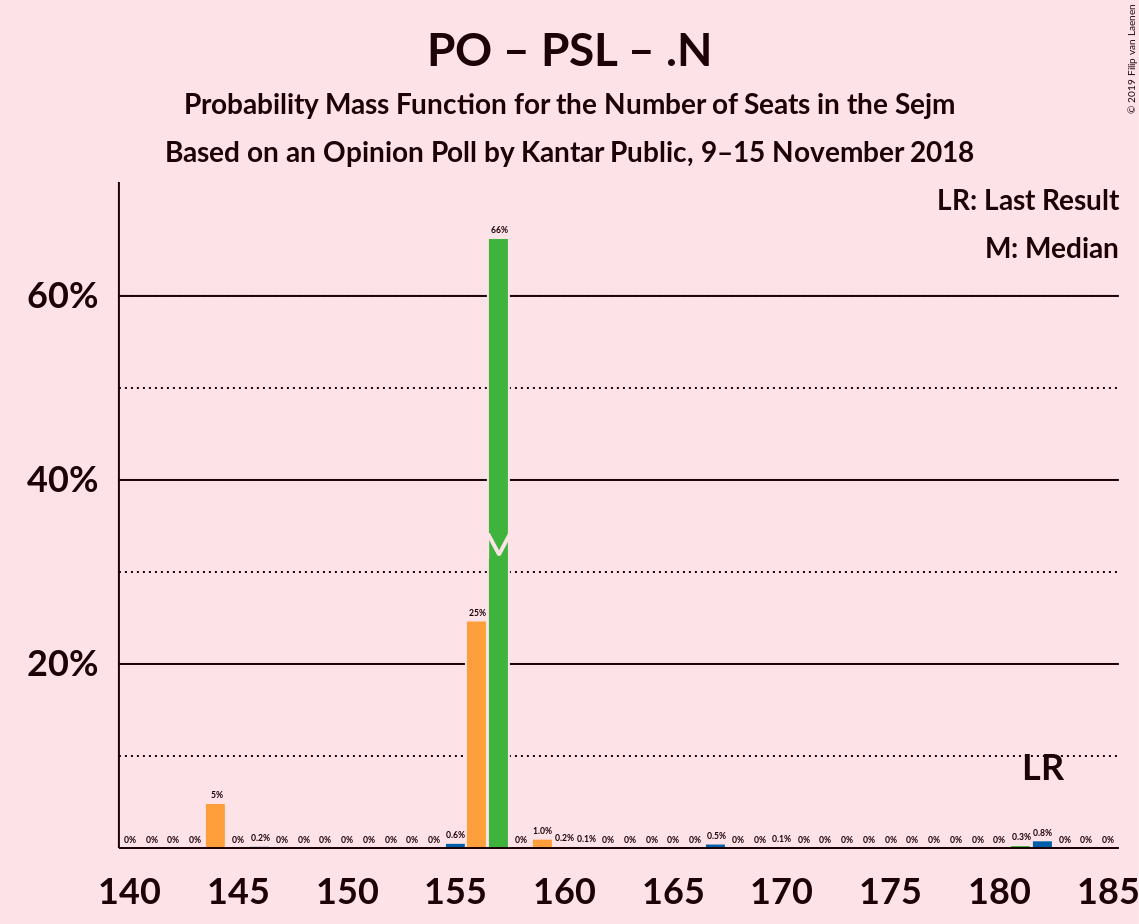 PO – PSL – .N
Probability Mass Function for the Number of Seats in the Sejm
Based on an Opinion Poll by Kantar Public, 9–15 November 2018
© 2019 Filip van Laenen
LR: Last Result
M: Median
60%
40%
20%
66%
M
25%
LR
5%
0% 0% 0% 0% 0% 0.2% 0% 0% 0% 0% 0% 0% 0% 0% 0.6% 0% 1.0% 0.2% 0.1% 0% 0% 0% 0% 0% 0.5% 0% 0% 0.1% 0% 0% 0% 0% 0% 0% 0% 0% 0% 0% 0.3% 0.8% 0% 0% 0%
140 145 150 155 160 165 170 175 180 185